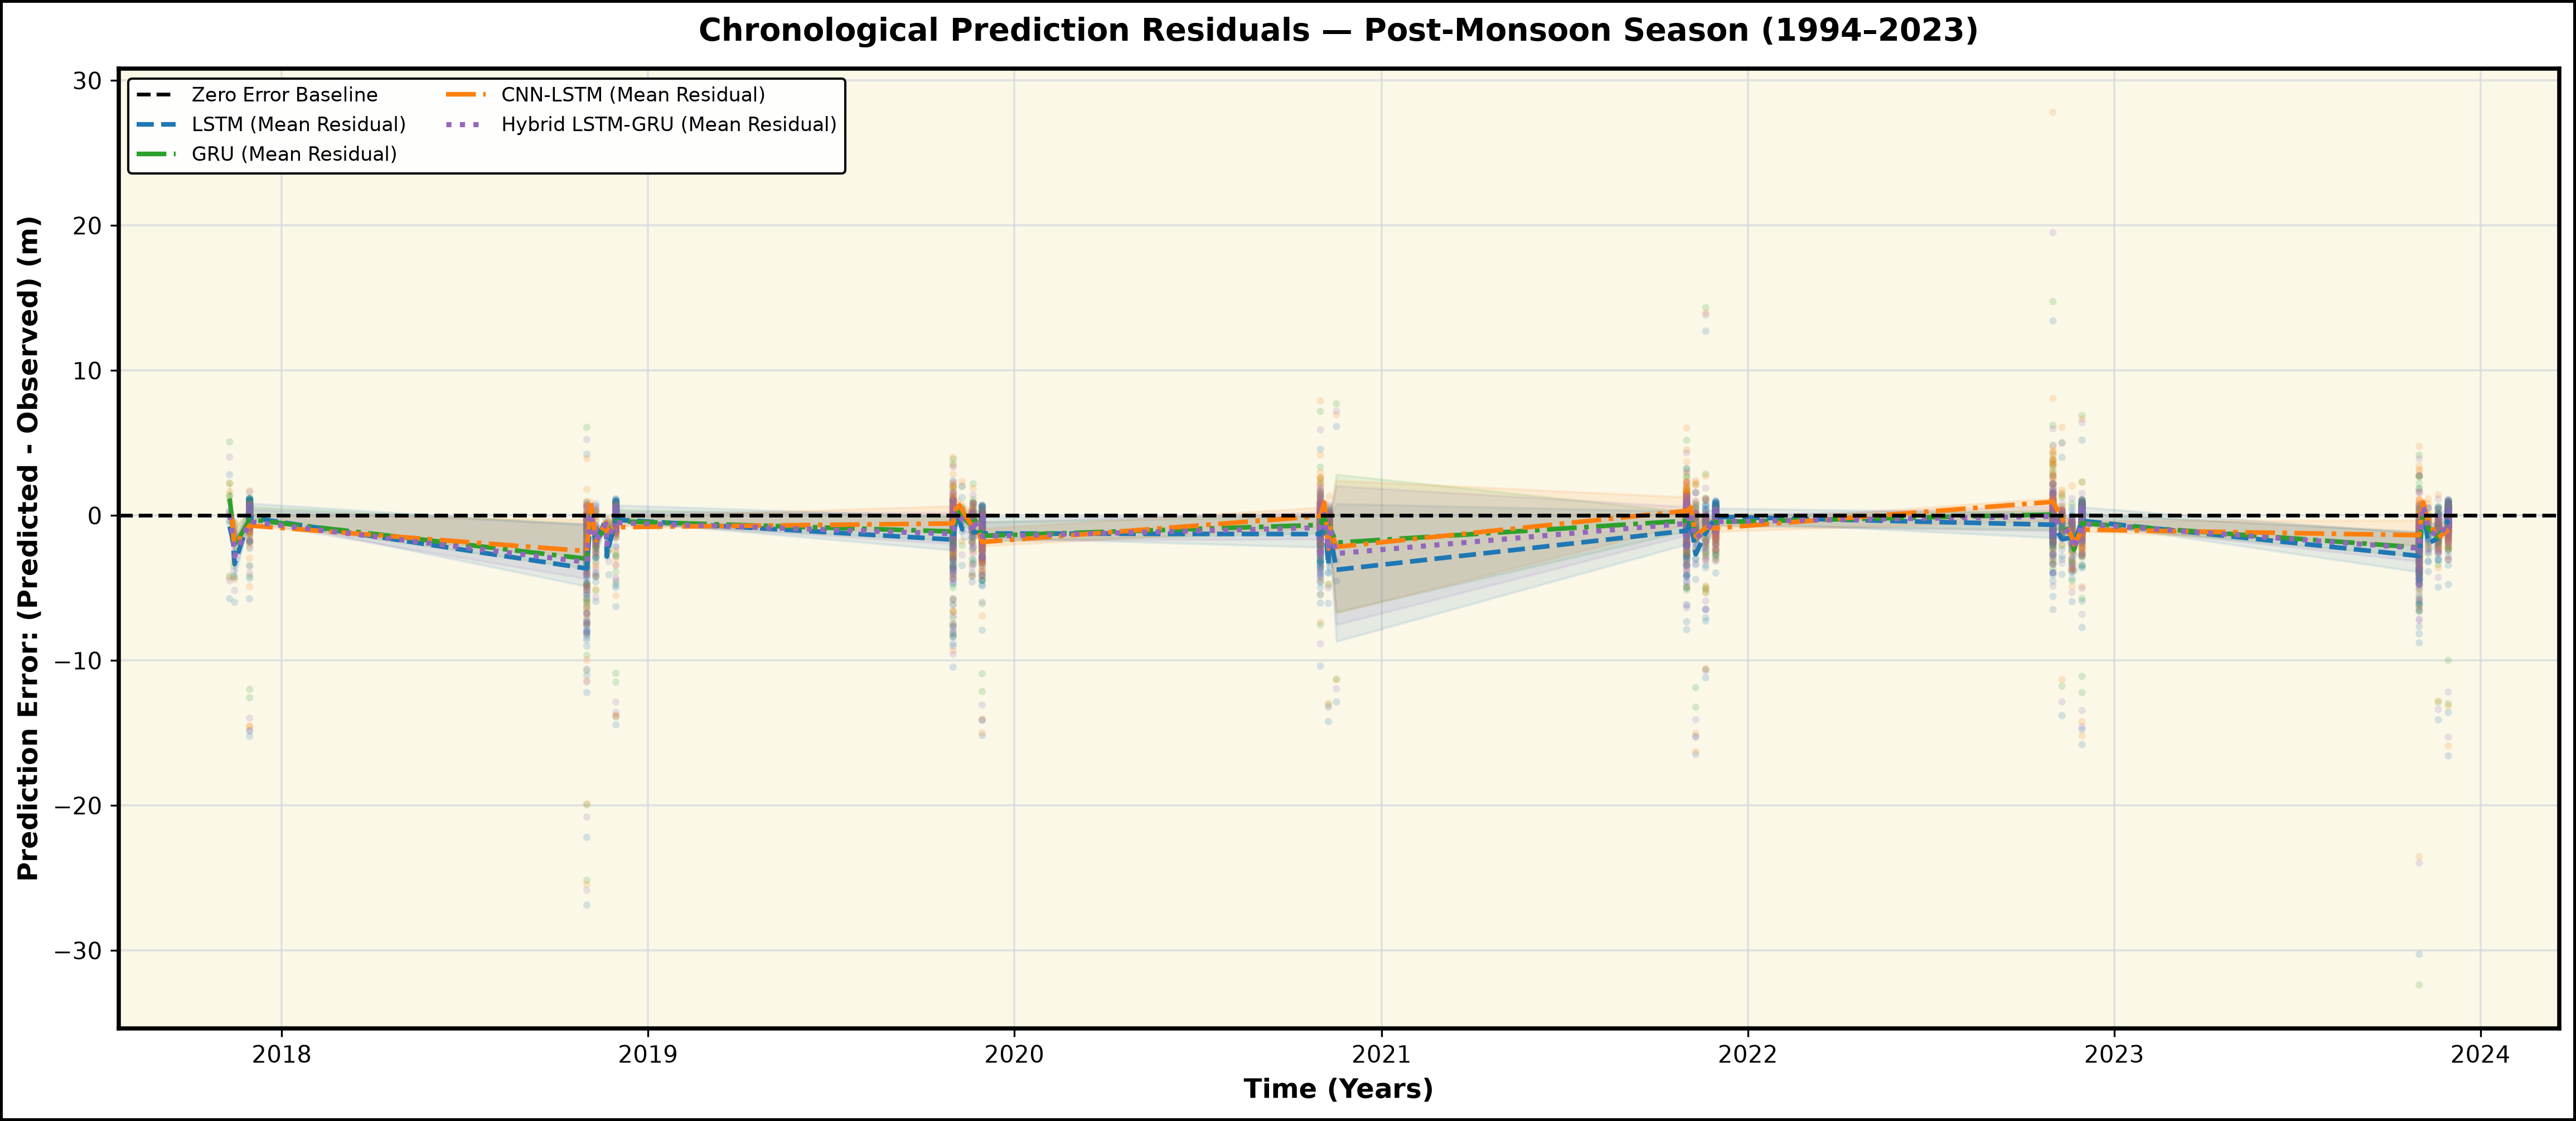 Chronological Prediction Residuals — Post-Monsoon Season (1994–2023)
Prediction Error: (Predicted - Observed) (m)
30
20
10
0
−10
−20
−30
Zero Error Baseline
LSTM (Mean Residual)
GRU (Mean Residual)
CNN-LSTM (Mean Residual)
Hybrid LSTM-GRU (Mean Residual)
2018
2019
2020
2021
2022
2023
2024
Time (Years)